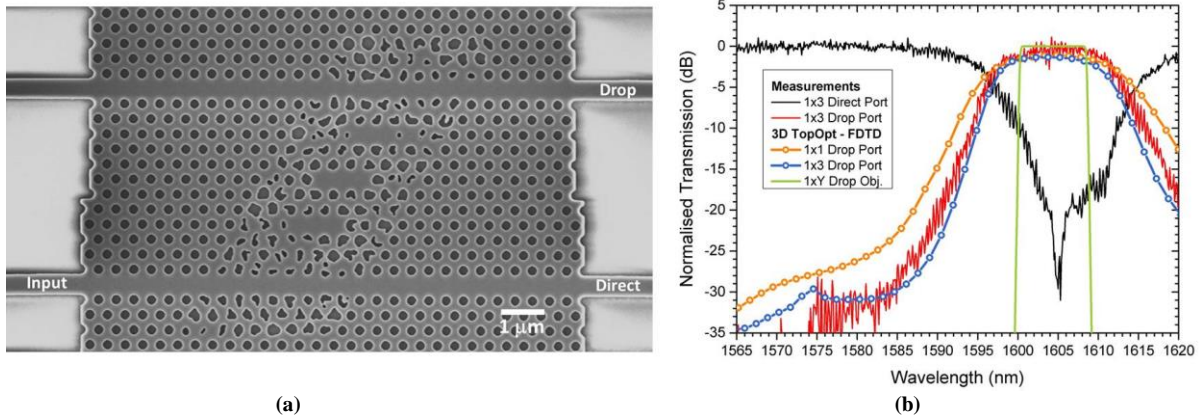 Drop
Input
Direct
1 μm
(a)
Normalised Transmission (dB)
5
0
-5
-10
-15
-20
-25
-30
-35
Measurements
1x3 Direct Port
1x3 Drop Port
3D TopOpt - FDTD
1x1 Drop Port
1x3 Drop Port
1xY Drop Obj.
1565 1570 1575 1580 1585 1590 1595 1600 1605 1610 1615 1620
Wavelength (nm)
(b)